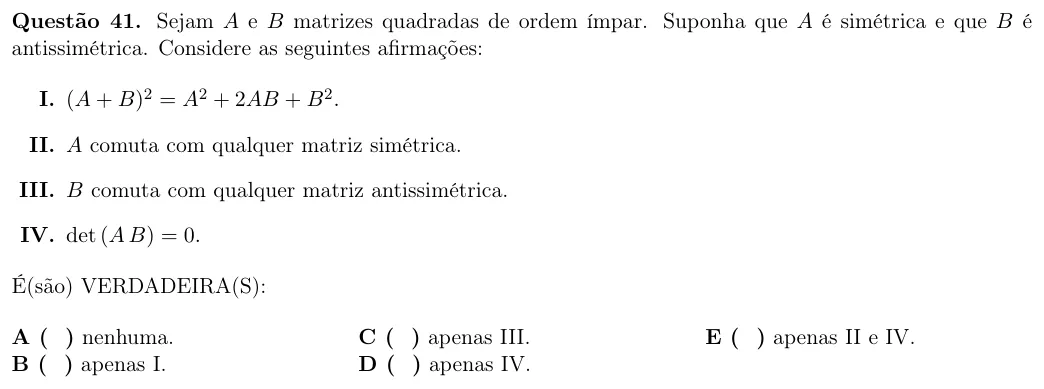 Questão 41. Sejam A e B matrizes quadradas de ordem ímpar. Suponha que A é simétrica e que B é
antissimétrica. Considere as seguintes afirmações:
I. (A + B)² = A² + 2AB + B².
II. A comuta com qualquer matriz simétrica.
III. B comuta com qualquer matriz antissimétrica.
IV. det (A B) = 0.
É(são) VERDADEIRA(S):
A ( ) nenhuma. C ( ) apenas III. E ( ) apenas II e IV.
B ( ) apenas I. D ( ) apenas IV.